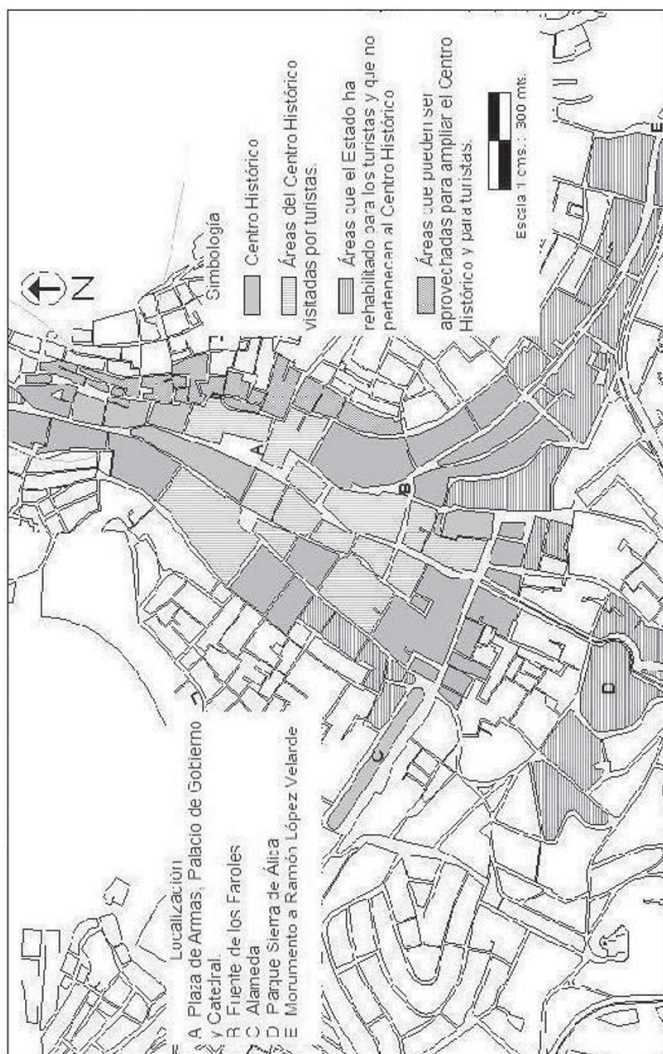 Localización
A Plaza de Armas, Palacio de Gobierno
y Catedral.
B Fuente de los Faroles
C Alameda
D Parque Sierra de Álica
E Monumento a Ramón López Velarde
N
Simbología
Centro Histórico
Áreas del Centro Histórico
visitadas por turistas.
Áreas que el Estado ha
rehabilitado para los turistas y que no
pertenecen al Centro Histórico
Áreas que pueden ser
aprovechadas para ampliar el Centro
Histórico y para turistas.
Escala 1 cms.: 300 mts.
A
B
C
D
E